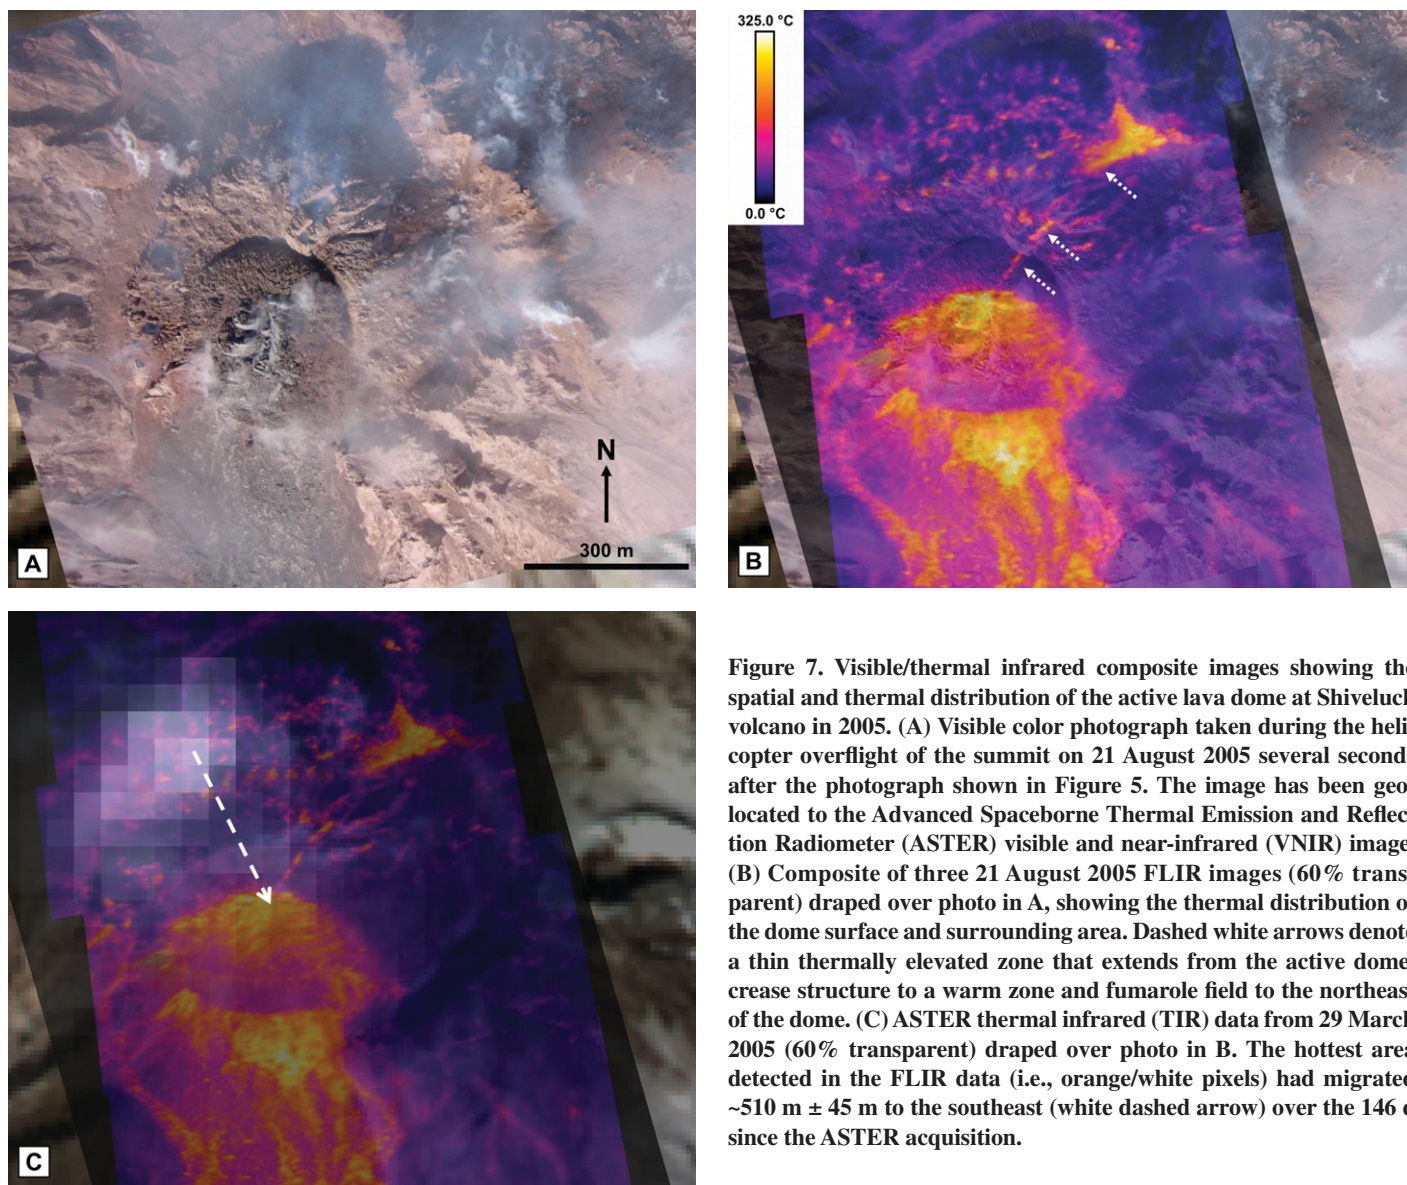 325.0 °C
0.0 °C
N
300 m
A
B
C
Figure 7. Visible/thermal infrared composite images showing the
spatial and thermal distribution of the active lava dome at Shiveluch
volcano in 2005. (A) Visible color photograph taken during the heli
copter overflight of the summit on 21 August 2005 several second
after the photograph shown in Figure 5. The image has been geo
located to the Advanced Spaceborne Thermal Emission and Reflec
tion Radiometer (ASTER) visible and near-infrared (VNIR) image
(B) Composite of three 21 August 2005 FLIR images (60% trans
parent) draped over photo in A, showing the thermal distribution o
the dome surface and surrounding area. Dashed white arrows denote
a thin thermally elevated zone that extends from the active dome
crease structure to a warm zone and fumarole field to the northeas
of the dome. (C) ASTER thermal infrared (TIR) data from 29 March
2005 (60% transparent) draped over photo in B. The hottest area
detected in the FLIR data (i.e., orange/white pixels) had migrated
~510 m ± 45 m to the southeast (white dashed arrow) over the 146 d
since the ASTER acquisition.